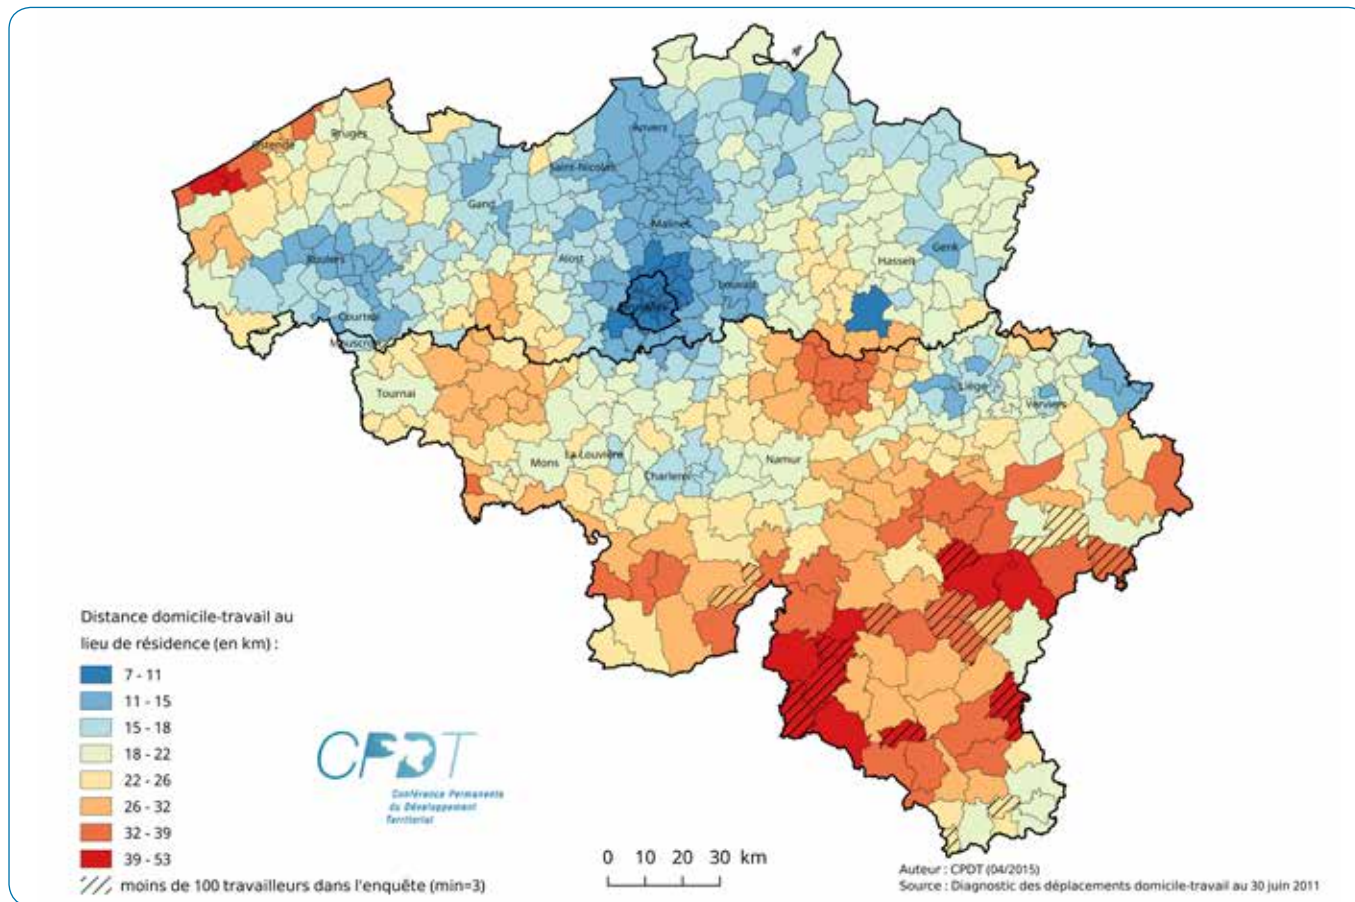 Anvers
Bruges
Ostende
Saint-Nicolas
Gand
Malines
Genk
Roulers
Alost
Hasselt
Louvain
Courtrai
Mouscron
Liège
Tournai
Verviers
La Louvière
Namur
Mons
Charleroi
Distance domicile-travail au
lieu de résidence (en km) :
7 - 11
11 - 15
15 - 18
18 - 22
22 - 26
26 - 32
32 - 39
39 - 53
moins de 100 travailleurs dans l'enquête (min=3)
CPDT
Conférence Permanente
du Développement
Territorial
0 10 20 30 km
Auteur : CPDT (04/2015)
Source : Diagnostic des déplacements domicile-travail au 30 juin 2011